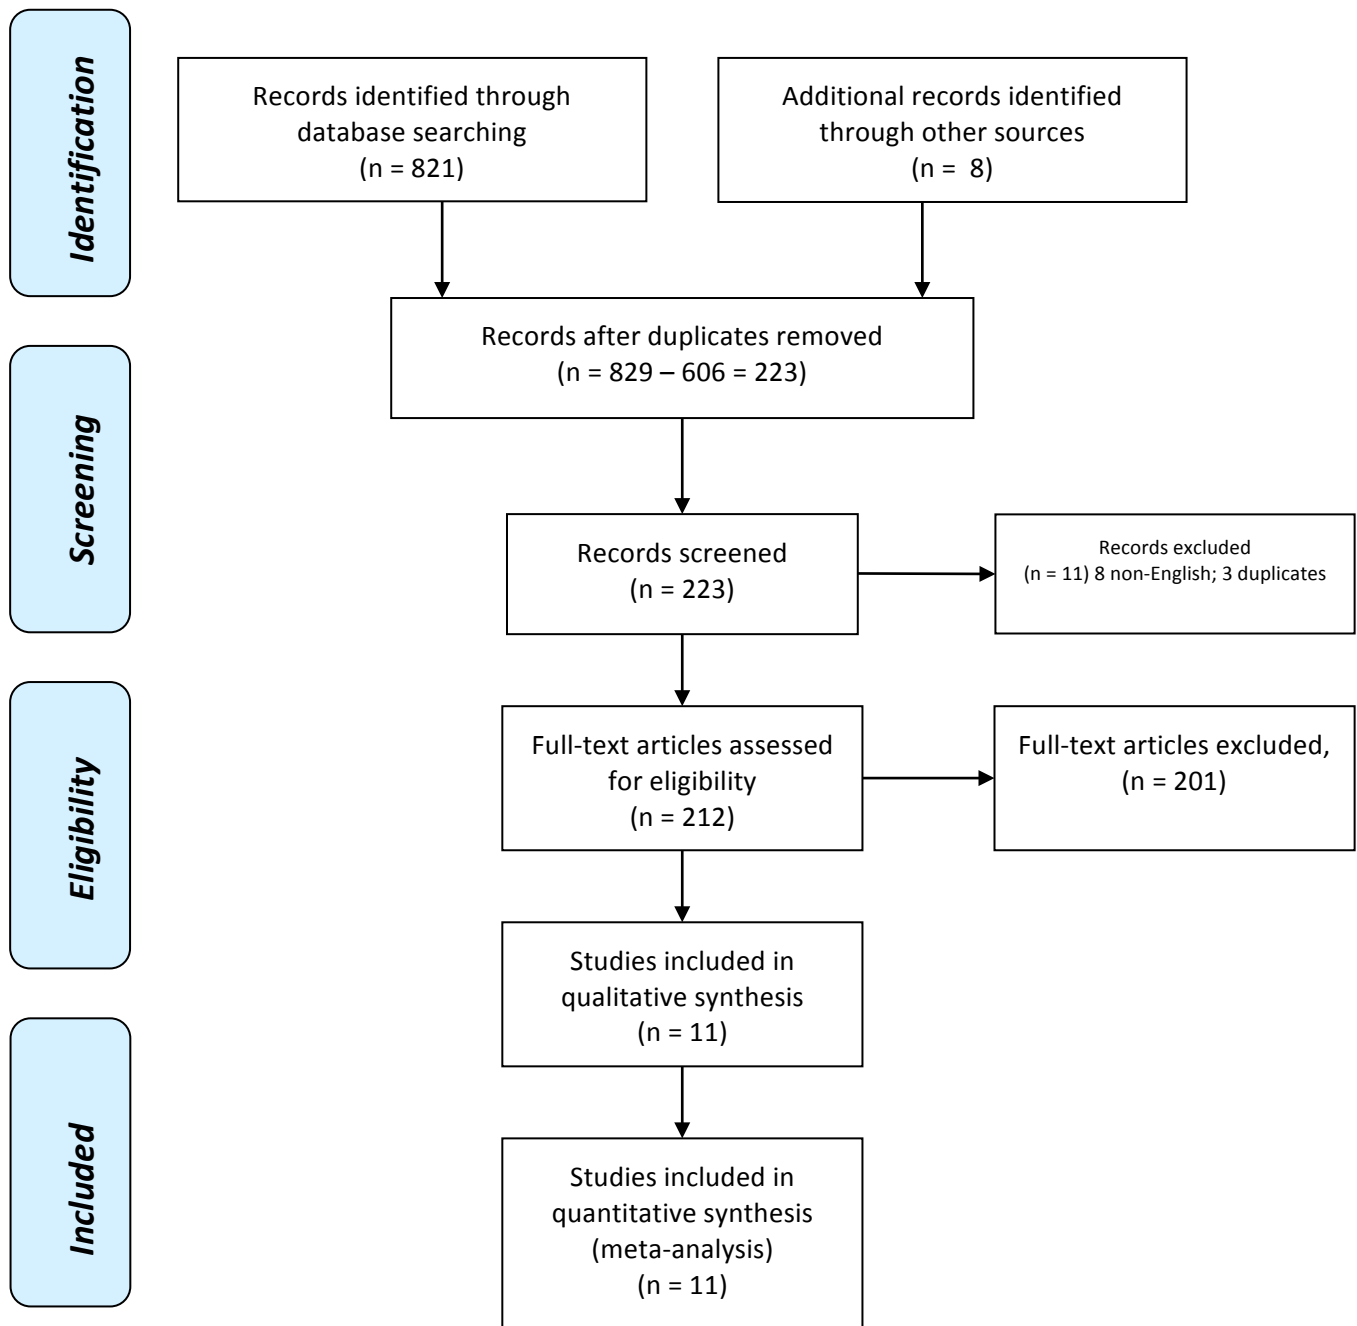 Identification
Records identified through
database searching
(n = 821)
Additional records identified
through other sources
(n =  8)
Records after duplicates removed
(n = 829 – 606 = 223)
Screening
Records screened
(n = 223)
Records excluded
(n = 11) 8 non-English; 3 duplicates
Eligibility
Full-text articles assessed
for eligibility
(n = 212)
Full-text articles excluded,
(n = 201)
Studies included in
qualitative synthesis
(n = 11)
Included
Studies included in
quantitative synthesis
(meta-analysis)
(n = 11)